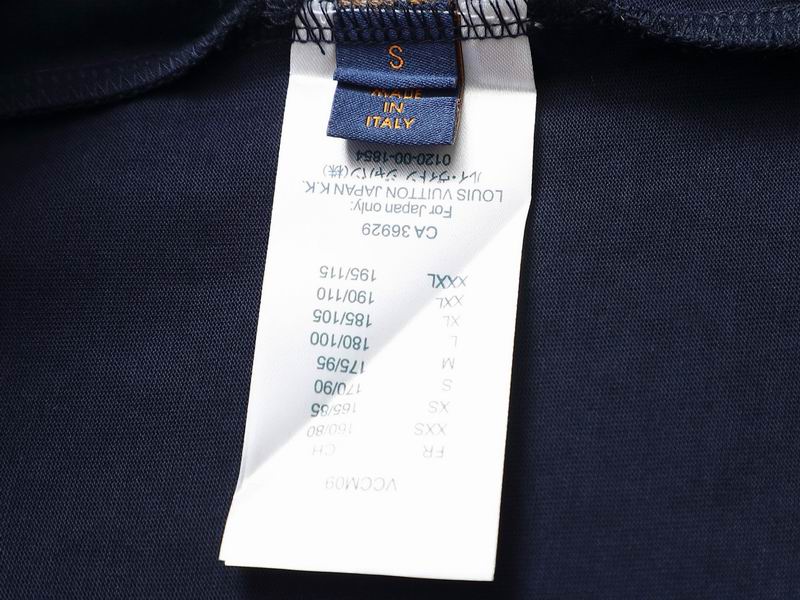 S
MADE
IN
ITALY
VCCM09
FR CH
XXS 160/80
XS 165/85
S 170/90
M 175/95
L 180/100
XL 185/105
XXL 190/110
XXXL 195/115
CA 36929
For Japan only:
LOUIS VUITTON JAPAN K.K.
ルイ・ヴィトン ジャパン(株)
0120-00-1854